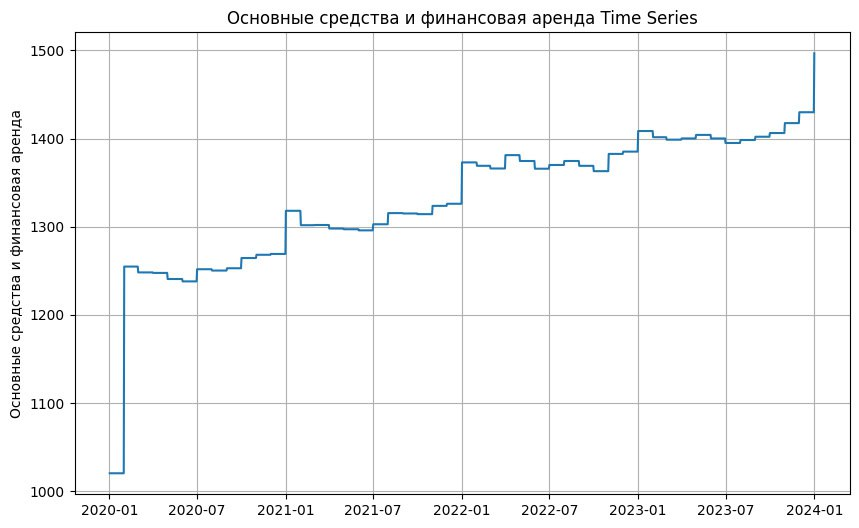 Основные средства и финансовая аренда Time Series
Основные средства и финансовая аренда
1500
1400
1300
1200
1100
1000
2020-01 2020-07 2021-01 2021-07 2022-01 2022-07 2023-01 2023-07 2024-01